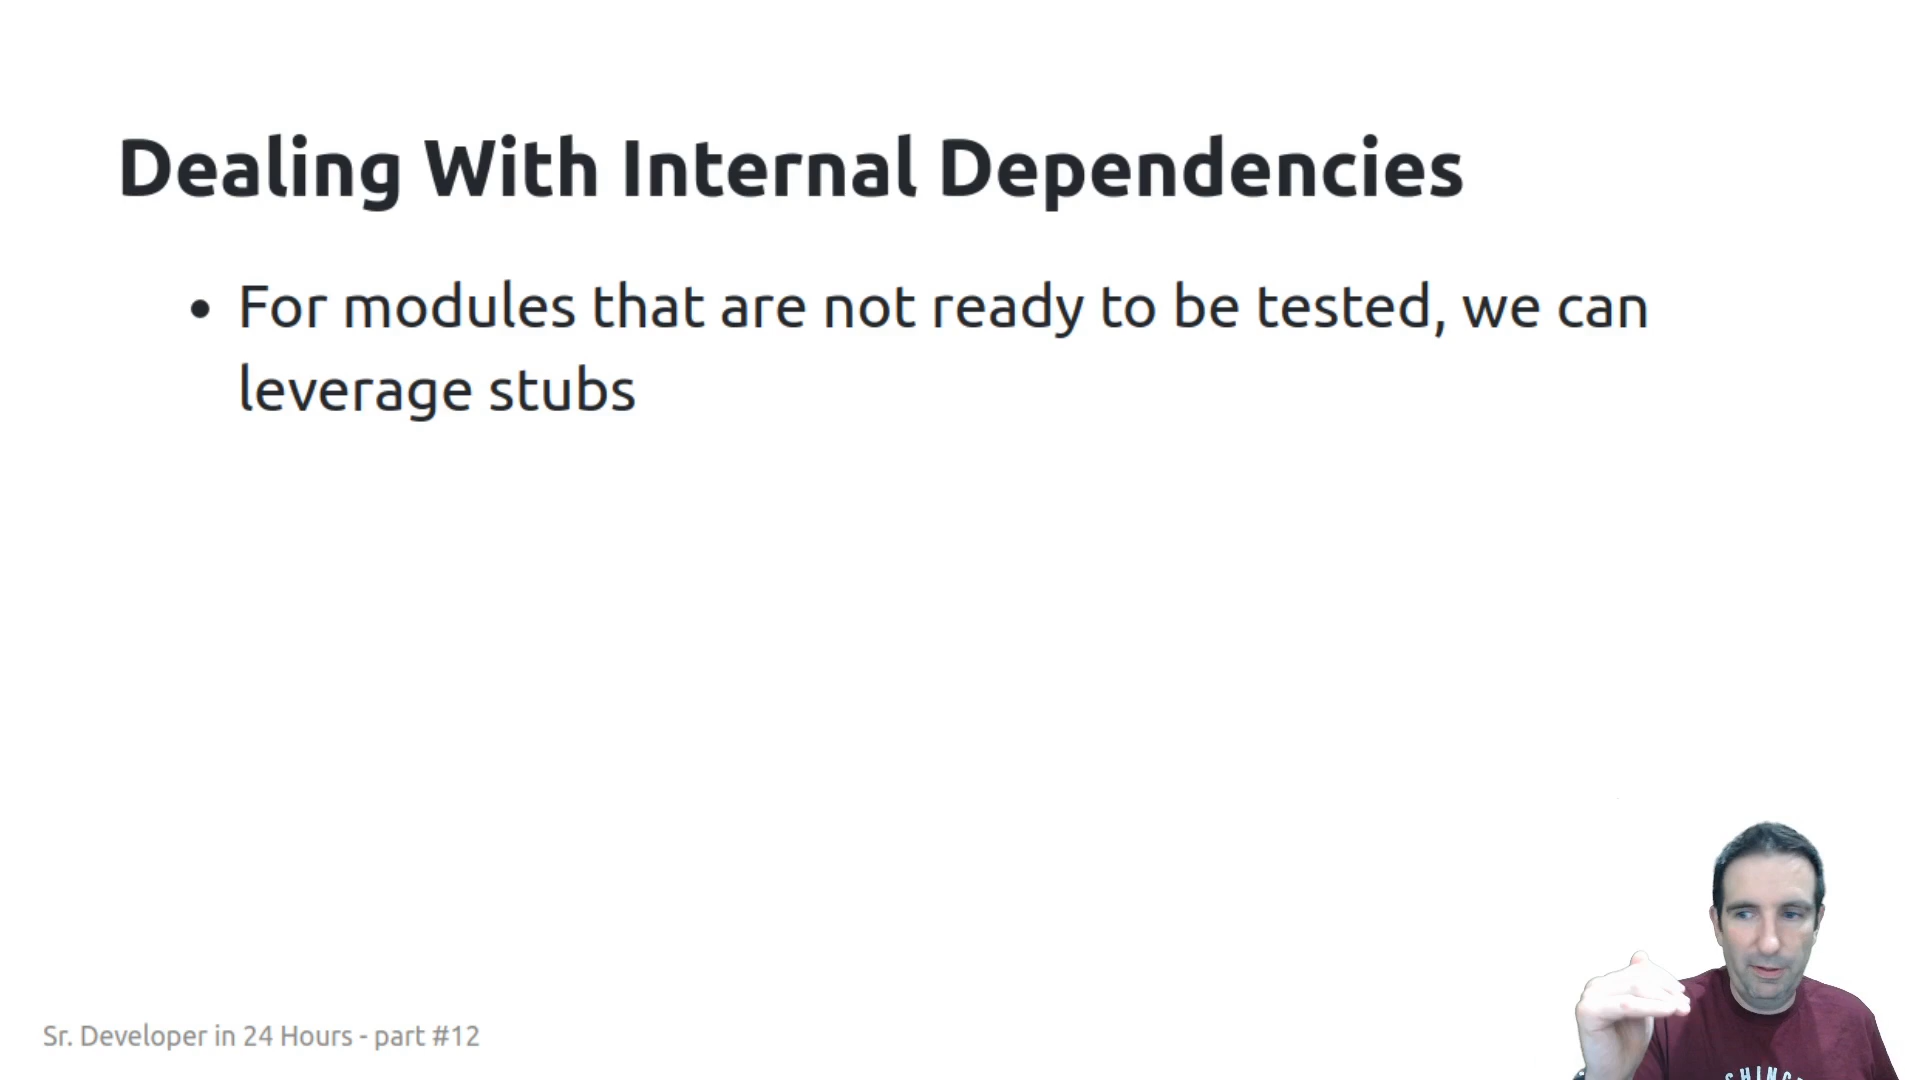 Dealing With Internal Dependencies
• For modules that are not ready to be tested, we can
leverage stubs
Sr. Developer in 24 Hours - part #12